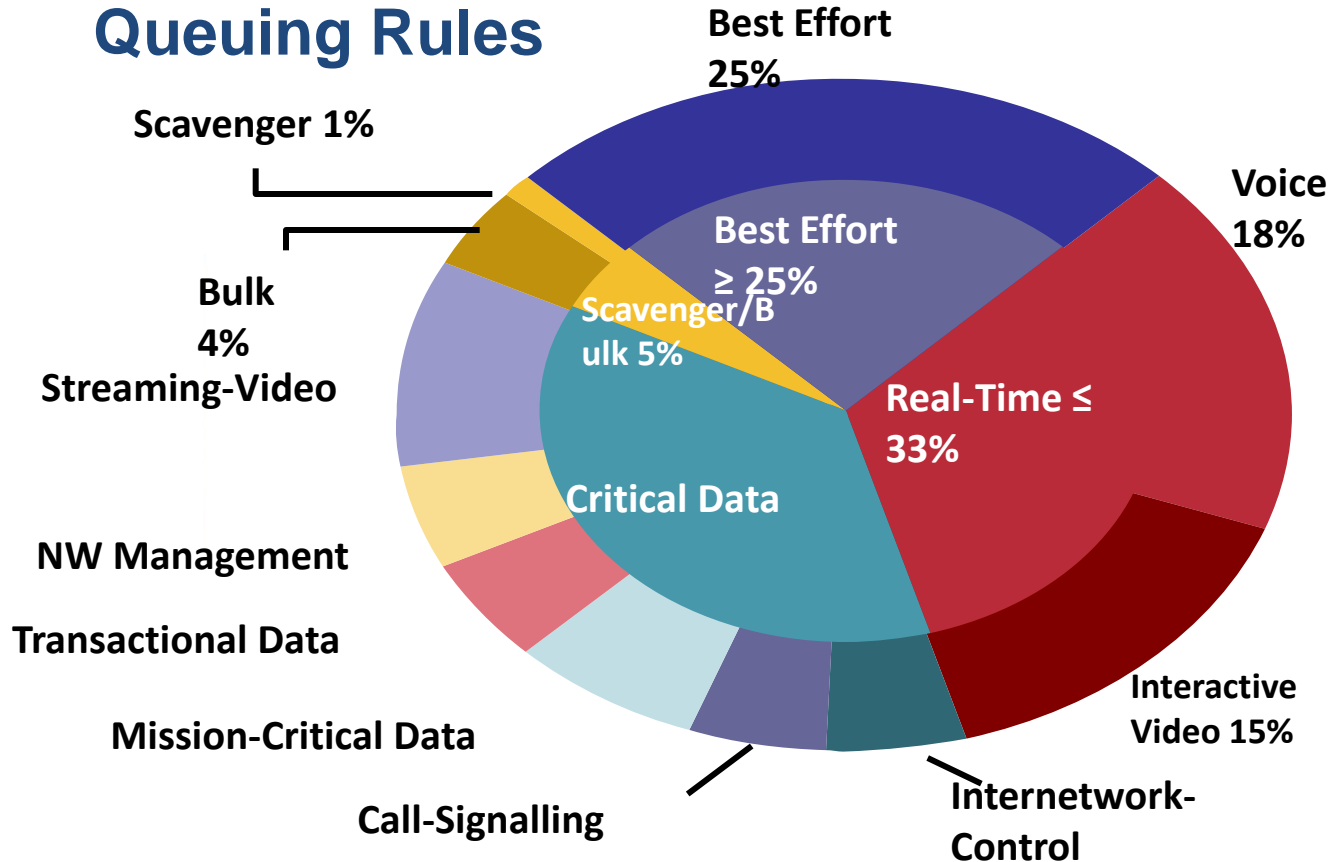 Queuing Rules
Best Effort
25%
Scavenger 1%
Voice
18%
Best Effort
≥ 25%
Bulk
4%
Scavenger/B
ulk 5%
Streaming-Video
Real-Time ≤
33%
Critical Data
NW Management
Transactional Data
Interactive
Video 15%
Mission-Critical Data
Internetwork-
Control
Call-Signalling